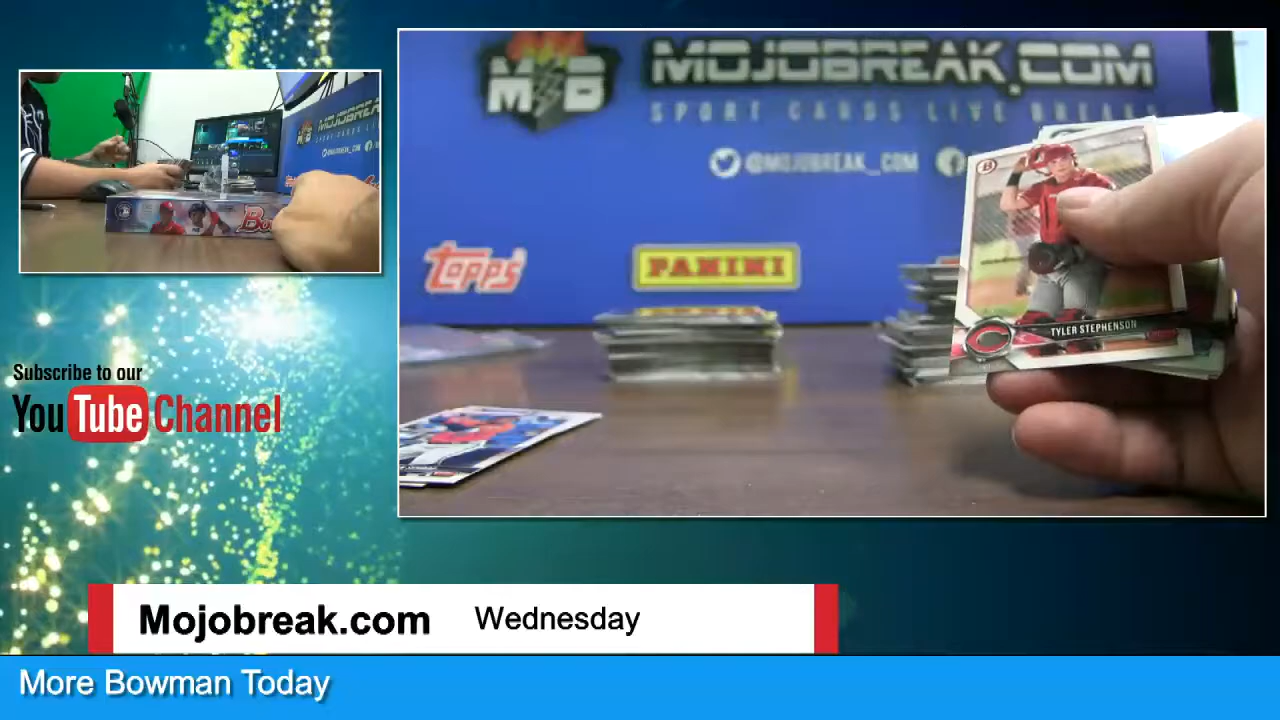 MB
MOJOBREAK.COM
SPORT CARDS LIVE BREAKS
@MOJOBREAK_COM
topps
PANINI
B
TYLER STEPHENSON
C
Subscribe to our
YouTube Channel
Mojobreak.com
Wednesday
More Bowman Today